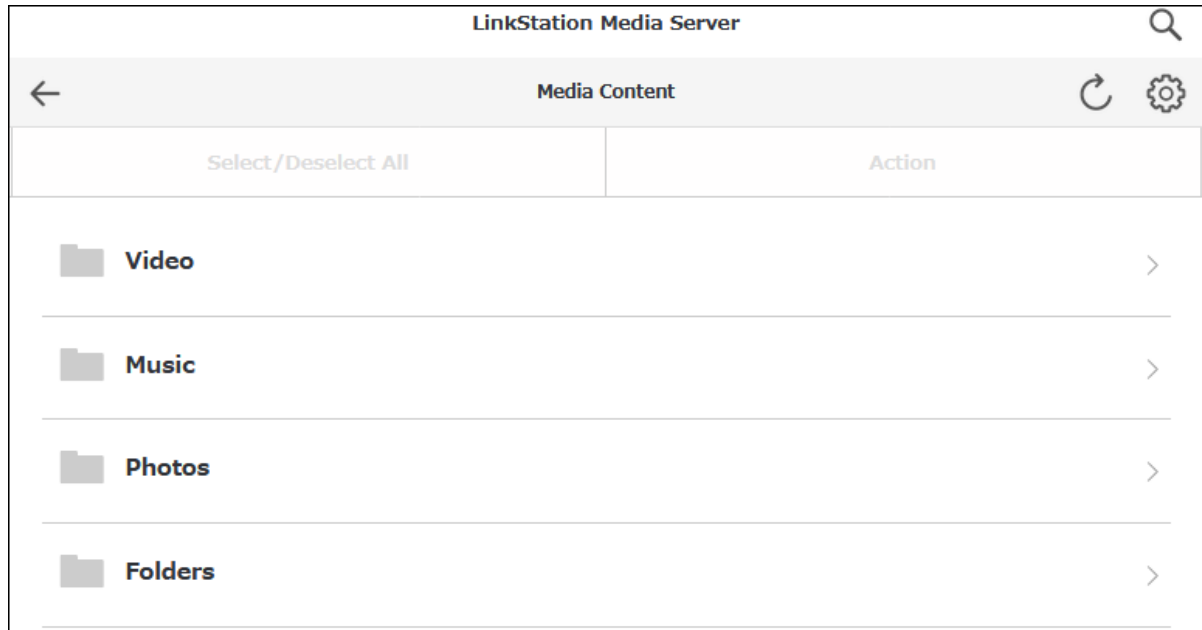 LinkStation Media Server
Media Content
Select/Deselect All Action
Video
Music
Photos
Folders